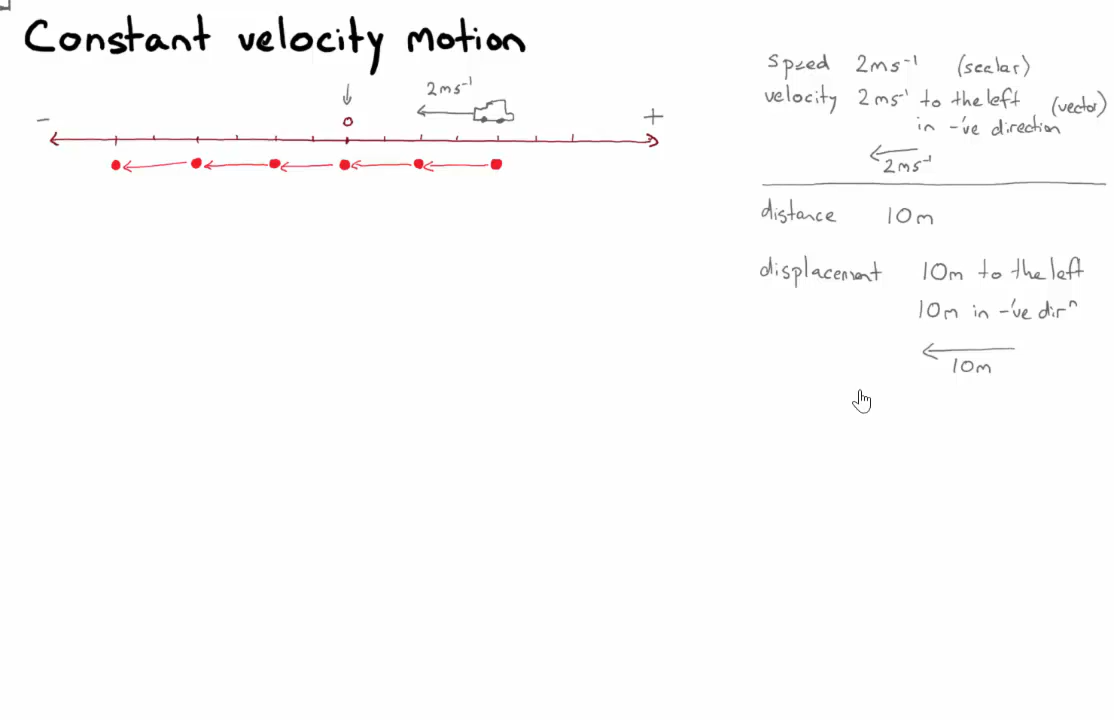 Constant velocity motion
2ms⁻¹
-
o
+
speed 2ms⁻¹ (scalar)
velocity 2ms⁻¹ to the left (vector)
in -'ve direction
2ms⁻¹
distance 10m
displacement 10m to the left
10m in -'ve dirⁿ
10m